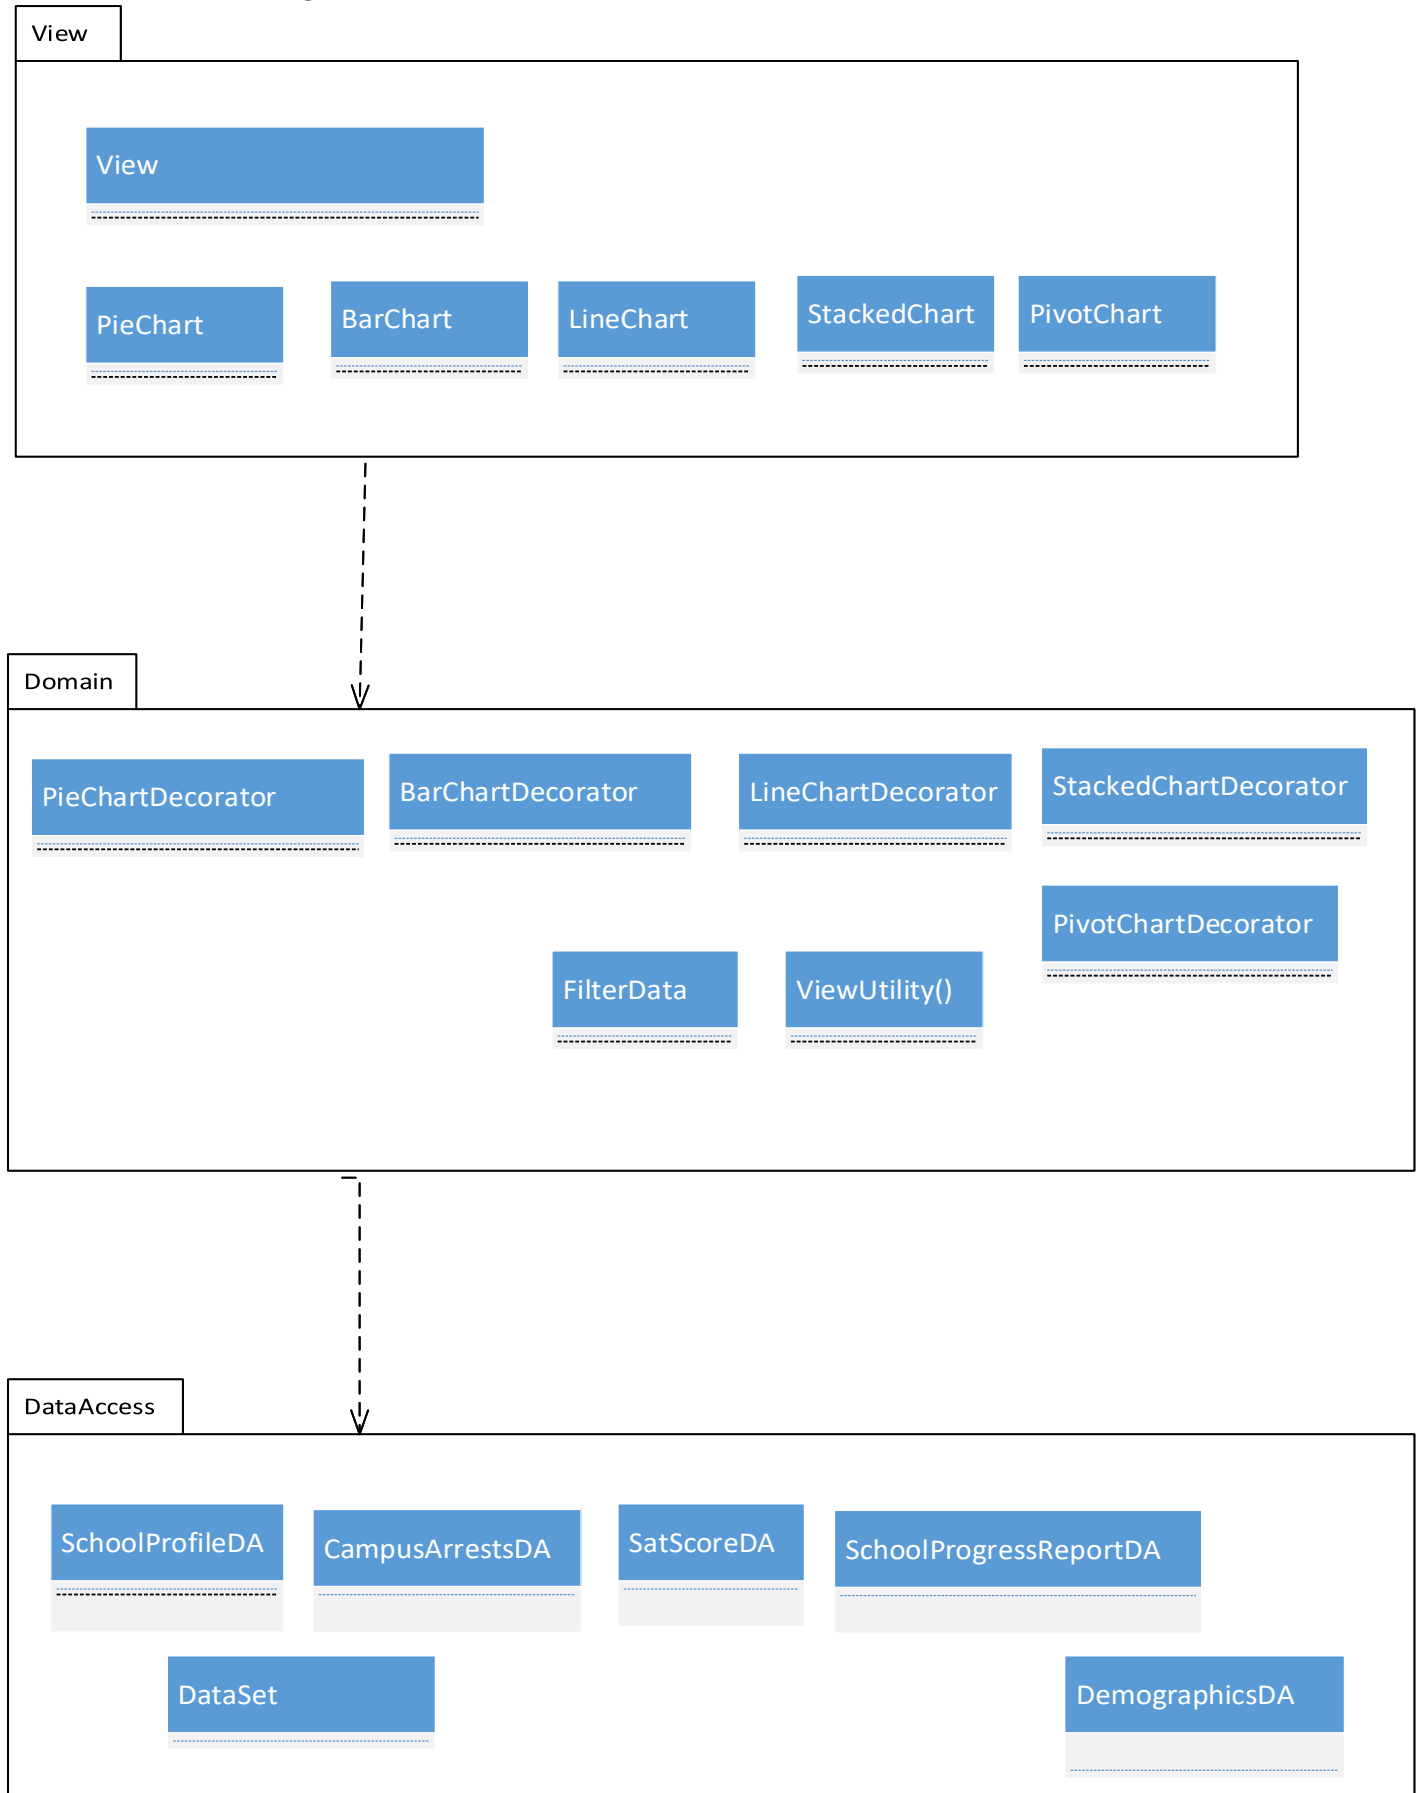 View
View
PieChart
BarChart
LineChart
StackedChart
PivotChart
Domain
PieChartDecorator
BarChartDecorator
LineChartDecorator
StackedChartDecorator
PivotChartDecorator
FilterData
ViewUtility()
DataAccess
SchoolProfileDA
CampusArrestsDA
SatScoreDA
SchoolProgressReportDA
DataSet
DemographicsDA